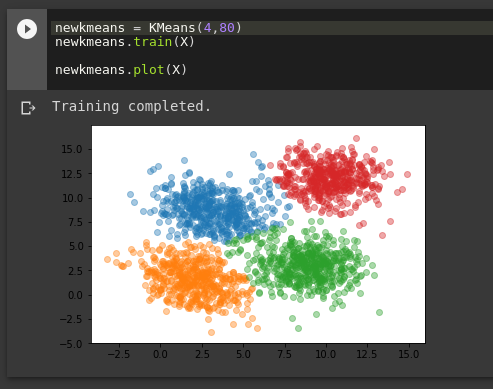 newkmeans = KMeans(4,80)
newkmeans.train(X)
newkmeans.plot(X)
Training completed.
15.0
12.5
10.0
7.5
5.0
2.5
0.0
−2.5
−5.0
−2.5 0.0 2.5 5.0 7.5 10.0 12.5 15.0